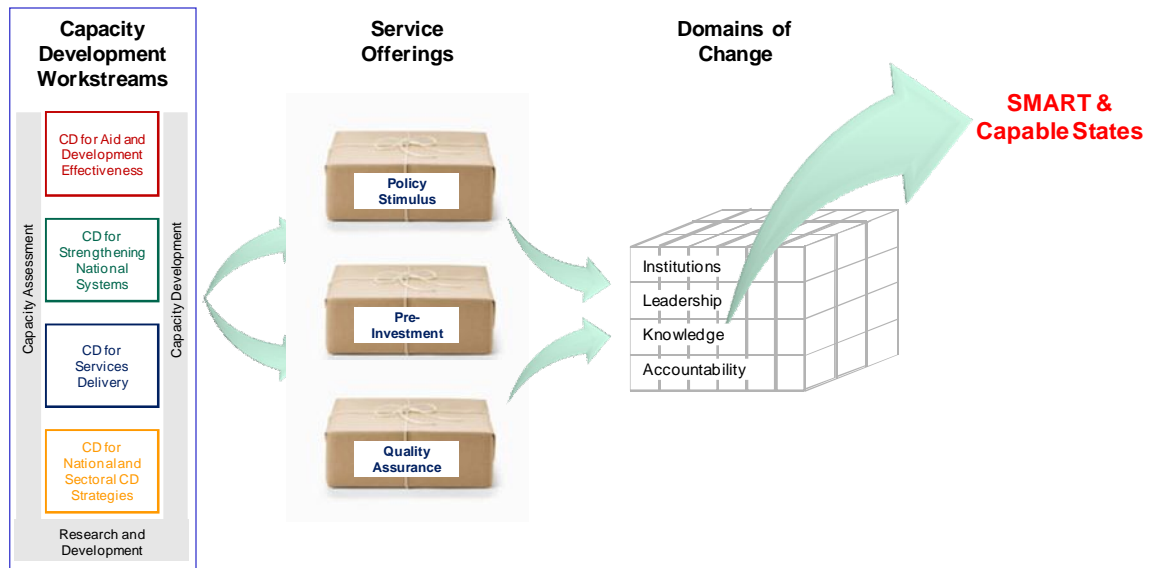 Capacity
Development
Workstreams
CD for Aid and
Development
Effectiveness
CD for
Strengthening
National
Systems
CD for
Services
Delivery
CD for
National and
Sectoral CD
Strategies
Capacity Assessment
Capacity Development
Research and
Development
Service
Offerings
Policy
Stimulus
Pre-
Investment
Quality
Assurance
Domains of
Change
Institutions
Leadership
Knowledge
Accountability
SMART &
Capable States